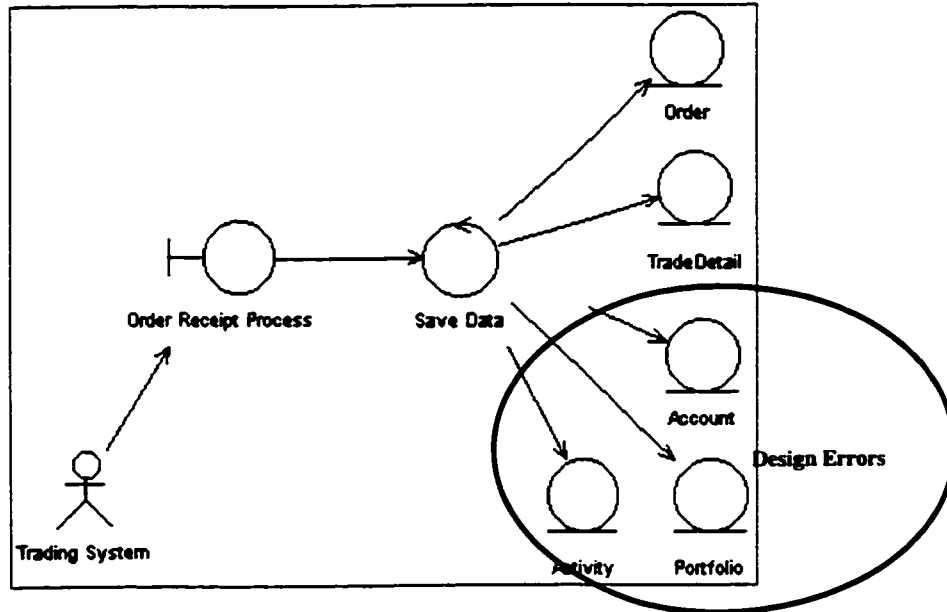 Order
TradeDetail
Order Receipt Process
Save Data
Account
Design Errors
Trading System
Activity
Portfolio